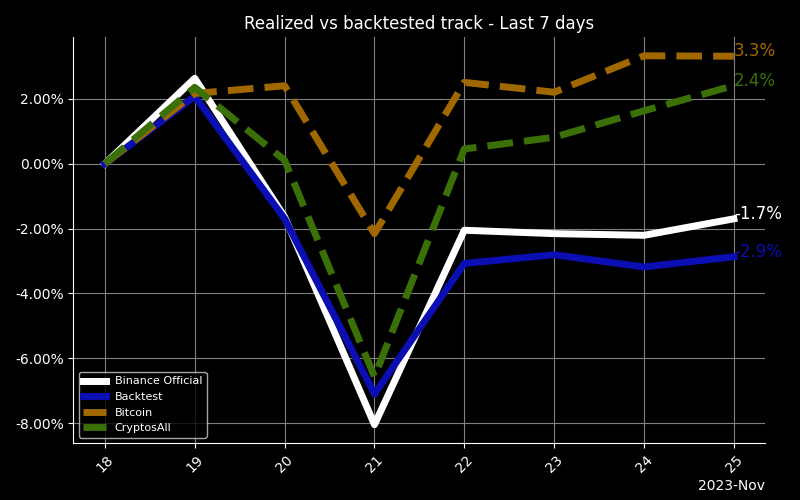 Realized vs backtested track - Last 7 days
3.3%
2.4%
2.00%
0.00%
-1.7%
-2.00%
-2.9%
-4.00%
-6.00%
-8.00%
Binance Official
Backtest
Bitcoin
CryptosAll
18 19 20 21 22 23 24 25
2023-Nov